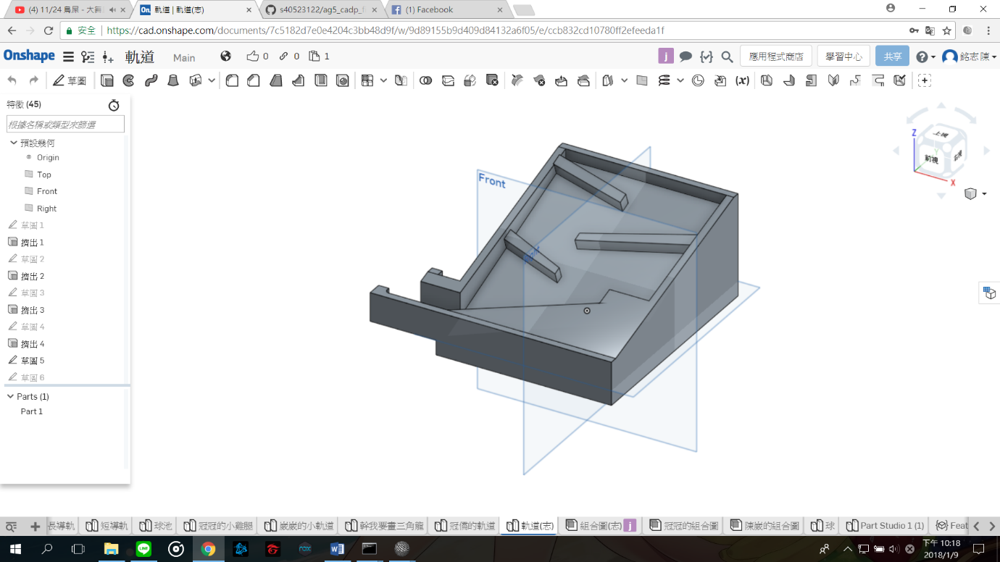 (4) 11/24 鳥屎 - 大舞
軌道 | 軌道(志)
s40523122/ag5_cadp_f
(1) Facebook
安全 | https://cad.onshape.com/documents/7c5182d7e0e4204c3bb48d9f/w/9d89155b9d409d84132a6f05/e/ccb832cd10780ff2efeeda1f
Onshape 軌道 Main 0 0 1 j 應用程式商店 學習中心 共享 銘志 陳
草圖 (x)
特徵 (45)
根據名稱或類型來篩選
預設幾何
Origin
Top
Front
Right
草圖 1
擠出 1
草圖 2
擠出 2
草圖 3
擠出 3
草圖 4
擠出 4
草圖 5
草圖 6
Parts (1)
Part 1
Front
Right
Z
上視
前視
右視
X
長導軌 短導軌 球池 冠冠的小雞腿 崴崴的小軌道 幹我要畫三角龍 冠儒的軌道 軌道(志) 組合圖(志) j 冠冠的組合圖 陳崴的組合圖 球 Part Studio 1 (1) Feat
LINE
nox
下午 10:18
2018/1/9